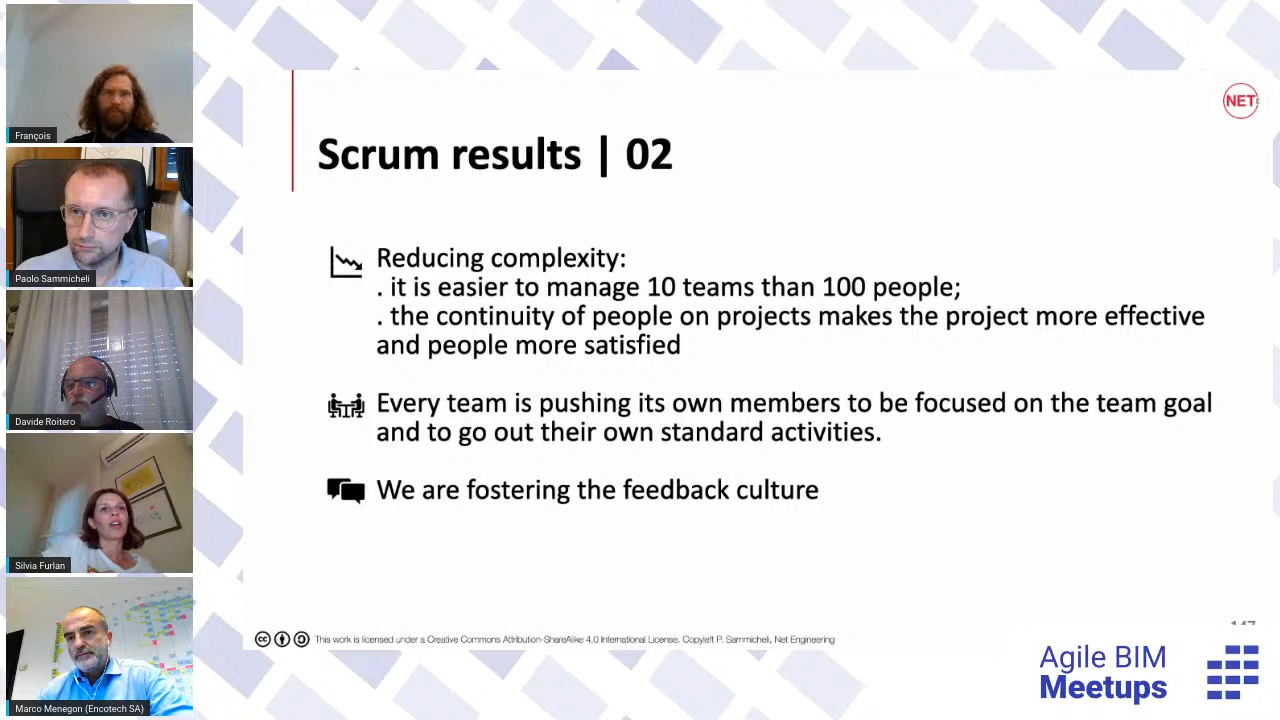 François
Paolo Sammicheli
Davide Roitero
Silvia Furlan
Marco Menegon (Encotech SA)
NET
Scrum results | 02
Reducing complexity:
. it is easier to manage 10 teams than 100 people;
. the continuity of people on projects makes the project more effective
and people more satisfied
Every team is pushing its own members to be focused on the team goal
and to go out their own standard activities.
We are fostering the feedback culture
This work is licensed under a Creative Commons Attribution-ShareAlike 4.0 International License. Copyleft P. Sammicheli, Net Engineering
Agile BIM
Meetups